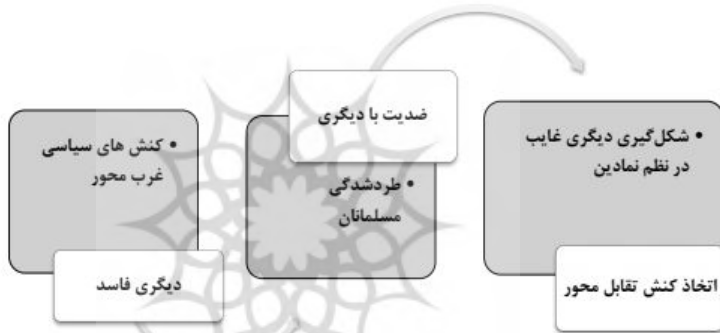 • شکل‌گیری دیگری غایب
در نظم نمادین
اتخاذ کنش تقابل محور
ضدیت با دیگری
• طردشدگی
مسلمانان
• کنش های سیاسی
غرب محور
دیگری فاسد